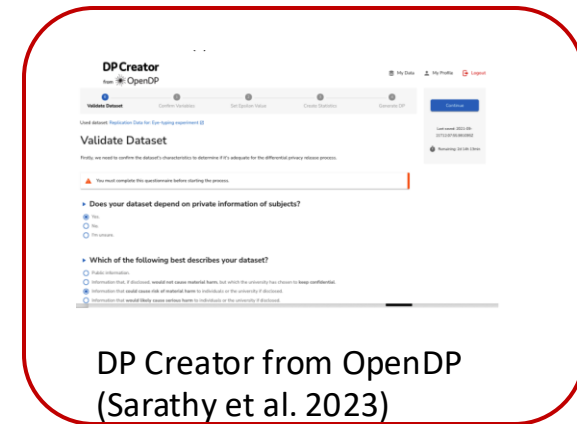 DP Creator
from OpenDP
My Data
My Profile
Logout
Validate Dataset
Confirm Variables
Set Epsilon Value
Create Statistics
Generate DP
Continue
Used dataset: Replication Data for: Eye-typing experiment
Last saved: 2021-09-
Validate Dataset
Firstly, we need to confirm the dataset's characteristics to determine if it's adequate for the differential privacy release process.
You must complete this questionnaire before starting the process.
Does your dataset depend on private information of subjects?
Yes.
No.
I'm unsure.
Which of the following best describes your dataset?
Public information.
Information that, if disclosed, would not cause material harm, but which the university has chosen to keep confidential.
Information that could cause risk of material harm to individuals or the university if disclosed.
Information that would likely cause serious harm to individuals or the university if disclosed.
DP Creator from OpenDP
(Sarathy et al. 2023)